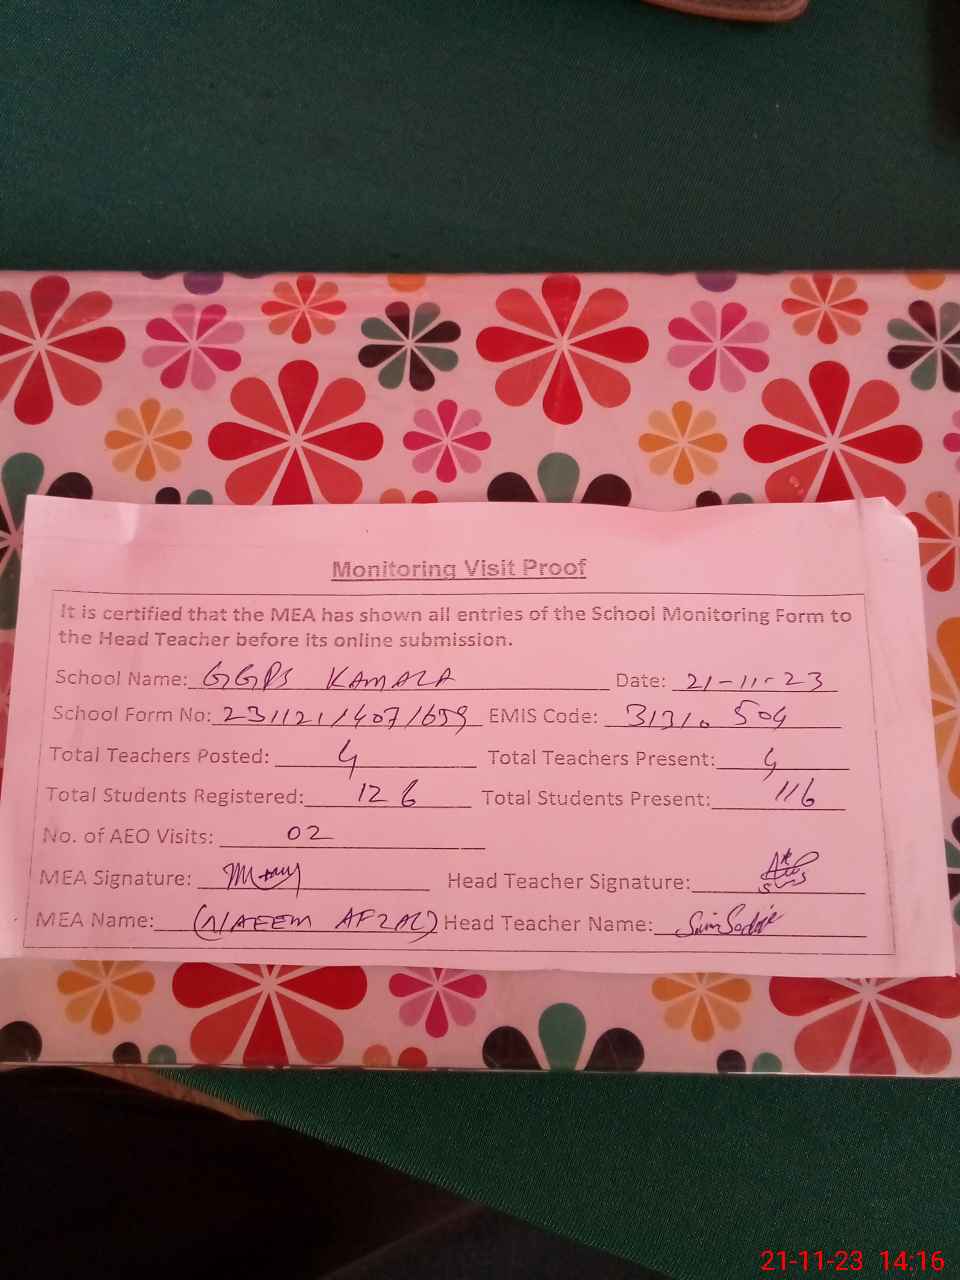 Monitoring Visit Proof
It is certified that the MEA has shown all entries of the School Monitoring Form to
the Head Teacher before its online submission.
School Name: GGPS KAMALA Date: 21-11-23
School Form No: 231121/407/659 EMIS Code: 31310504
Total Teachers Posted: 4 Total Teachers Present: 4
Total Students Registered: 126 Total Students Present: 116
No. of AEO Visits: 02
MEA Signature: Head Teacher Signature:
MEA Name: (NAEEM AFZAL) Head Teacher Name:
21-11-23 14:16